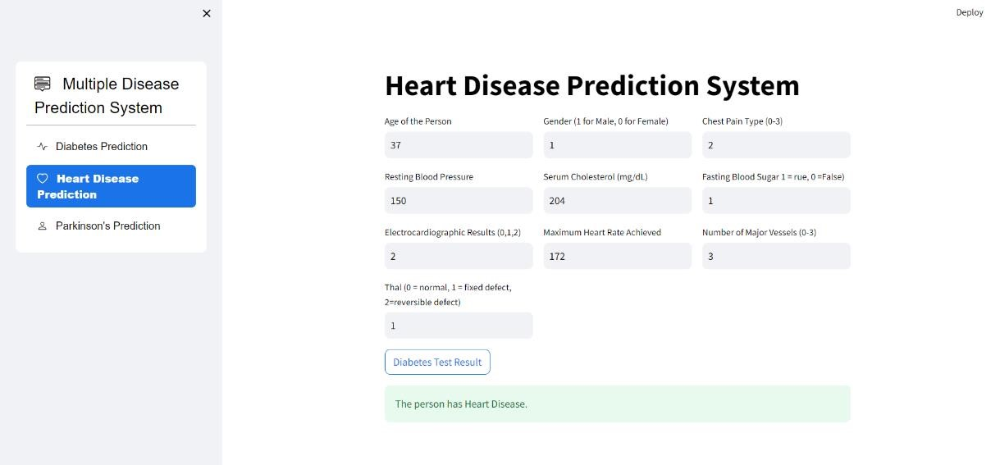 Deploy
Multiple Disease
Prediction System
Diabetes Prediction
Heart Disease
Prediction
Parkinson's Prediction
Heart Disease Prediction System
Age of the Person
37
Gender (1 for Male, 0 for Female)
1
Chest Pain Type (0-3)
2
Resting Blood Pressure
150
Serum Cholesterol (mg/dL)
204
Fasting Blood Sugar 1 = rue, 0 =False)
1
Electrocardiographic Results (0,1,2)
2
Maximum Heart Rate Achieved
172
Number of Major Vessels (0-3)
3
Thal (0 = normal, 1 = fixed defect,
2=reversible defect)
1
Diabetes Test Result
The person has Heart Disease.